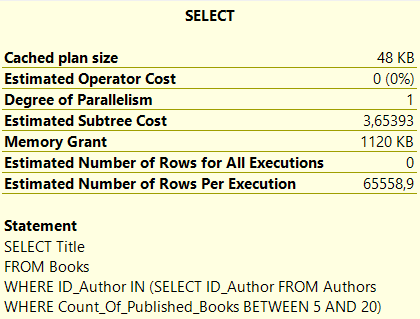 SELECT
Cached plan size 48 KB
Estimated Operator Cost 0 (0%)
Degree of Parallelism 1
Estimated Subtree Cost 3,65393
Memory Grant 1120 KB
Estimated Number of Rows for All Executions 0
Estimated Number of Rows Per Execution 65558,9
Statement
SELECT Title
FROM Books
WHERE ID_Author IN (SELECT ID_Author FROM Authors
WHERE Count_Of_Published_Books BETWEEN 5 AND 20)